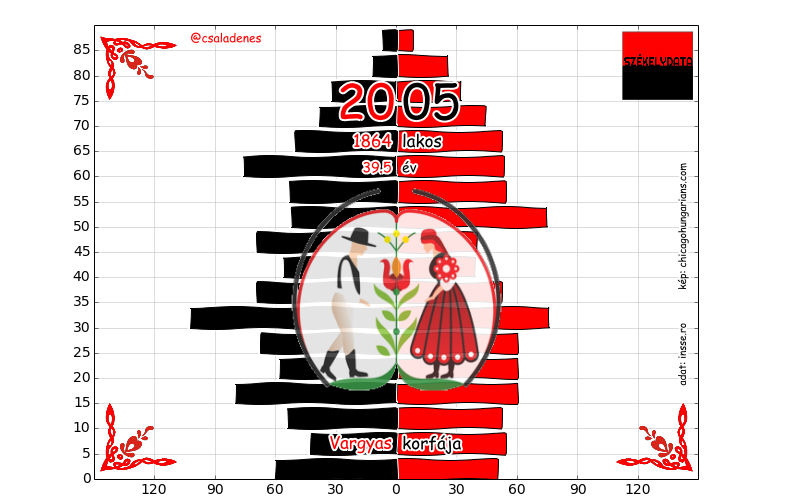 @csaladenes
SZÉKELYDATA
2005
1864 lakos
39.5 év
kép: chicagohungarians.com
adat: insse.ro
Vargyas korfája
85
80
75
70
65
60
55
50
45
40
35
30
25
20
15
10
5
0
120 90 60 30 0 30 60 90 120